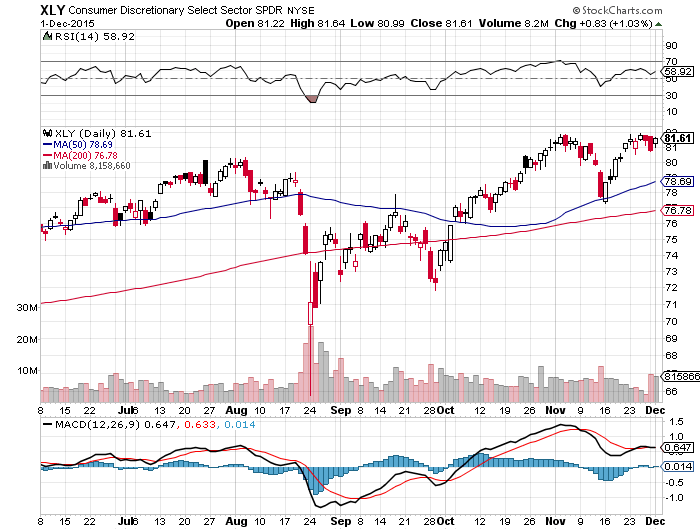 XLY Consumer Discretionary Select Sector SPDR NYSE © StockCharts.com
1-Dec-2015 Open 81.22 High 81.64 Low 80.99 Close 81.61 Volume 8.2M Chg +0.83 (+1.03%)
RSI(14) 58.92
90
70
58.92
50
30
10
XLY (Daily) 81.61
MA(50) 78.69
MA(200) 76.78
Volume 8,158,660
81.61
81
80
79
78.69
78
77
76.78
76
75
74
73
72
71
70
69
68
67
66
30M
20M
10M
815866
8 15 22 Jul 6 13 20 27 Aug 10 17 24 Sep 8 14 21 28 Oct 12 19 26 Nov 9 16 23 Dec
MACD(12,26,9) 0.647, 0.633, 0.014
1.5
1.0
0.647
0.014
-0.5
-1.0
8 15 22 Jul 6 13 20 27 Aug 10 17 24 Sep 8 14 21 28 Oct 12 19 26 Nov 9 16 23 Dec